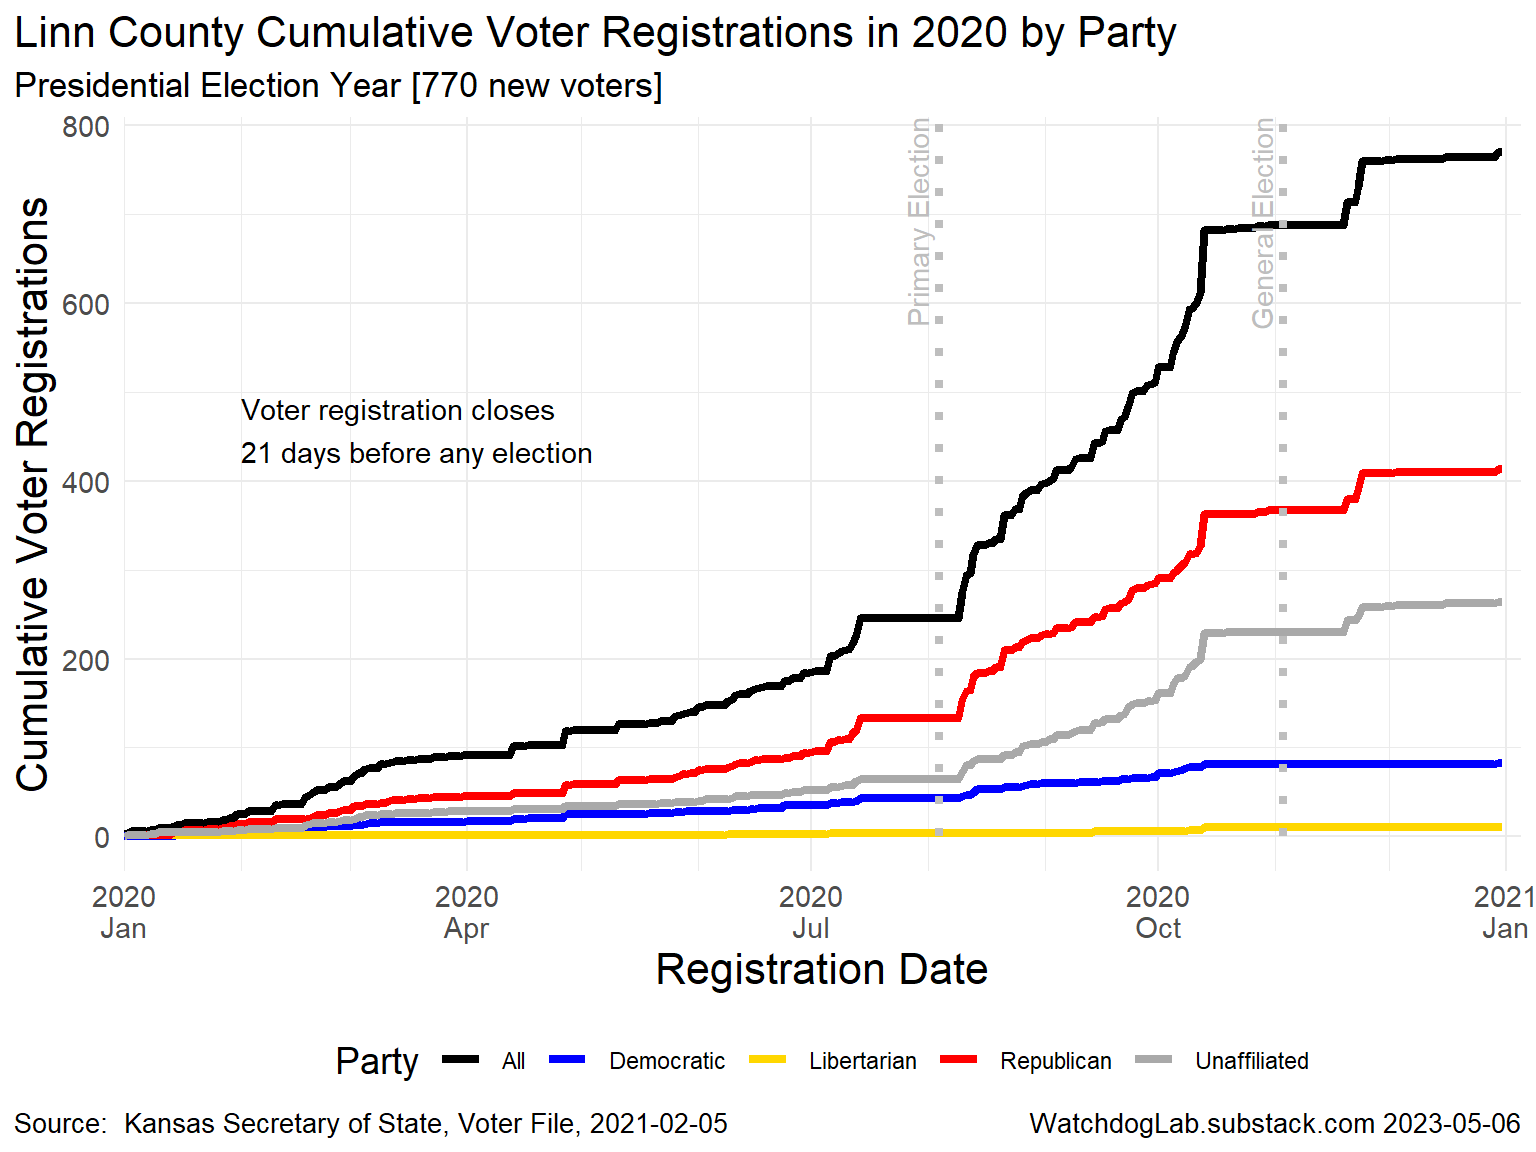 Linn County Cumulative Voter Registrations in 2020 by Party
Presidential Election Year [770 new voters]
Cumulative Voter Registrations
800
600
400
200
0
Primary Election
General Election
Voter registration closes
21 days before any election
2020 2020 2020 2020 2021
Jan Apr Jul Oct Jan
Registration Date
Party All Democratic Libertarian Republican Unaffiliated
Source:  Kansas Secretary of State, Voter File, 2021-02-05
WatchdogLab.substack.com 2023-05-06